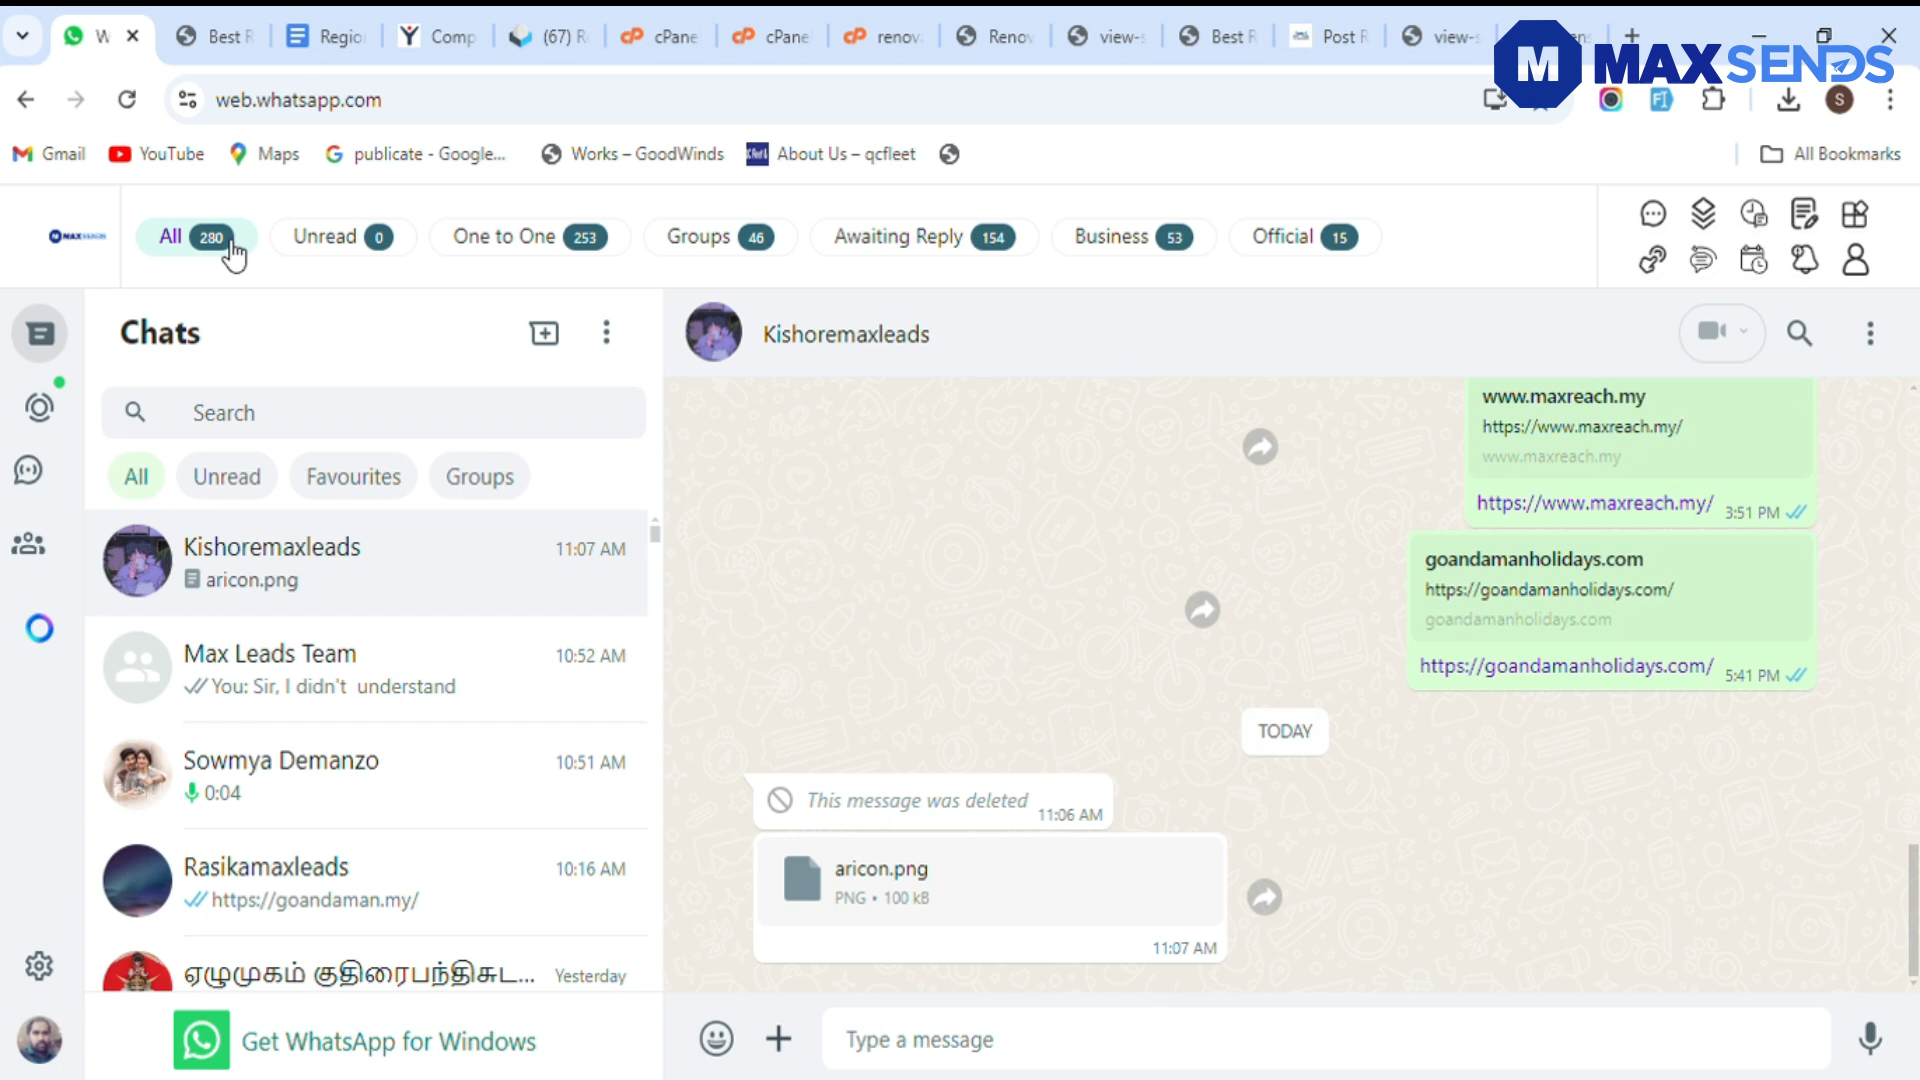 W
Best R
Regio
Comp
(67) R
cPane
cPane
renov
Renov
view-s
Best R
Post R
view-s
M MAXSENDS
web.whatsapp.com
S
Gmail
YouTube
Maps
publicate - Google...
Works – GoodWinds
About Us – qcfleet
All Bookmarks
MAXSENDS
All 280
Unread 0
One to One 253
Groups 46
Awaiting Reply 154
Business 53
Official 15
Chats
Search
All
Unread
Favourites
Groups
Kishoremaxleads
11:07 AM
aricon.png
Max Leads Team
10:52 AM
You: Sir, I didn't understand
Sowmya Demanzo
10:51 AM
0:04
Rasikamaxleads
10:16 AM
https://goandaman.my/
ஏழுமுகம் குதிரைபந்திசுட...
Yesterday
Get WhatsApp for Windows
Kishoremaxleads
www.maxreach.my
https://www.maxreach.my/
www.maxreach.my
https://www.maxreach.my/
3:51 PM
goandamanholidays.com
https://goandamanholidays.com/
goandamanholidays.com
https://goandamanholidays.com/
5:41 PM
TODAY
This message was deleted
11:06 AM
aricon.png
PNG • 100 kB
11:07 AM
Type a message